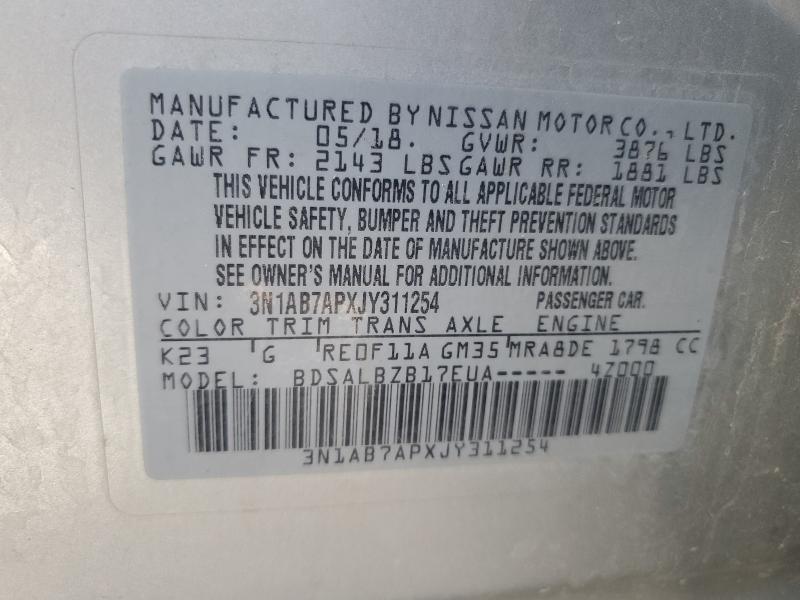 MANUFACTURED BY NISSAN MOTOR CO., LTD.
DATE: 05/18. GVWR: 3876 LBS
GAWR FR: 2143 LBS GAWR RR: 1881 LBS
THIS VEHICLE CONFORMS TO ALL APPLICABLE FEDERAL MOTOR
VEHICLE SAFETY, BUMPER AND THEFT PREVENTION STANDARDS
IN EFFECT ON THE DATE OF MANUFACTURE SHOWN ABOVE.
SEE OWNER'S MANUAL FOR ADDITIONAL INFORMATION.
VIN: 3N1AB7APXJY311254 PASSENGER CAR.
COLOR TRIM TRANS AXLE ENGINE
K23 G RE0F11A GM35 MRA8DE 1798 CC
MODEL: BDSALBZB17EUA----- 4Z000
3N1AB7APXJY311254